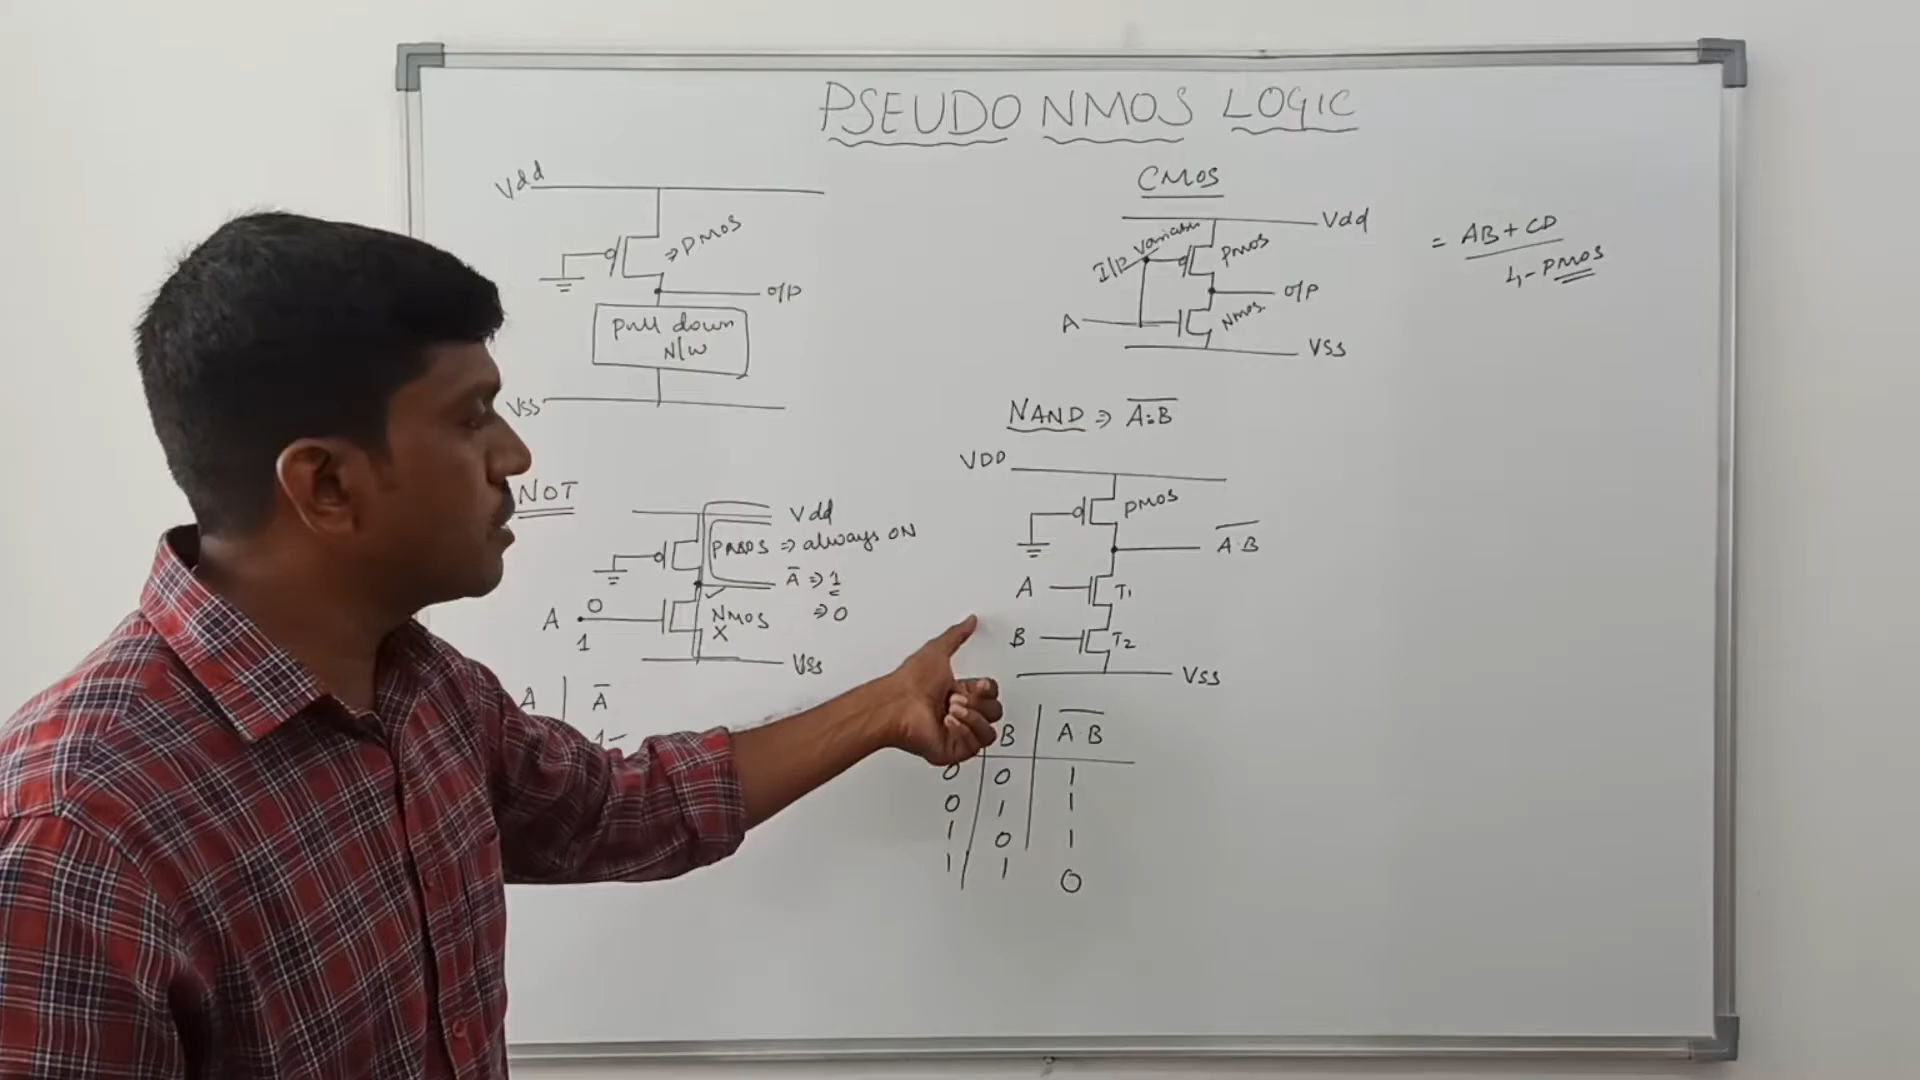 PSEUDO NMOS LOGIC
Vdd
⇒ PMOS
O/P
Pull down
N/W
VSS
CMOS
Vdd
I/P Variables
PMOS
O/P
A
NMOS
VSS
= AB + CD
4 - PMOS
NAND ⇒ A̅.̅B̅
VDD
PMOS
A̅.̅B̅
A
T1
B
T2
VSS
B A̅.̅B̅
0 0 1
0 1 1
1 0 1
1 1 0
NOT
Vdd
PMOS ⇒ always ON
A̅ ⇒ 1
⇒ 0
A 0
1
NMOS
X
VSS
A A̅
1